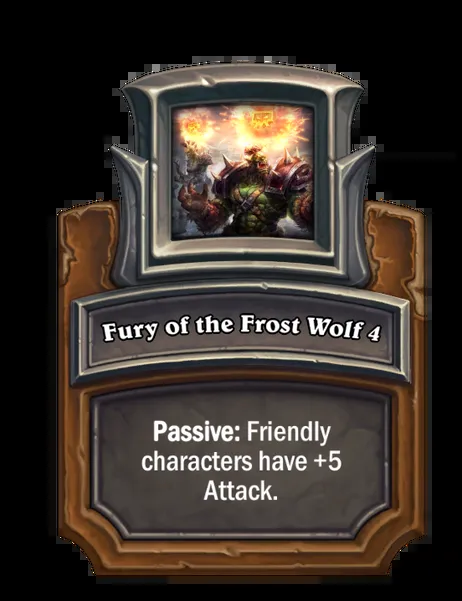 Fury of the Frost Wolf 4
Passive: Friendly
characters have +5
Attack.